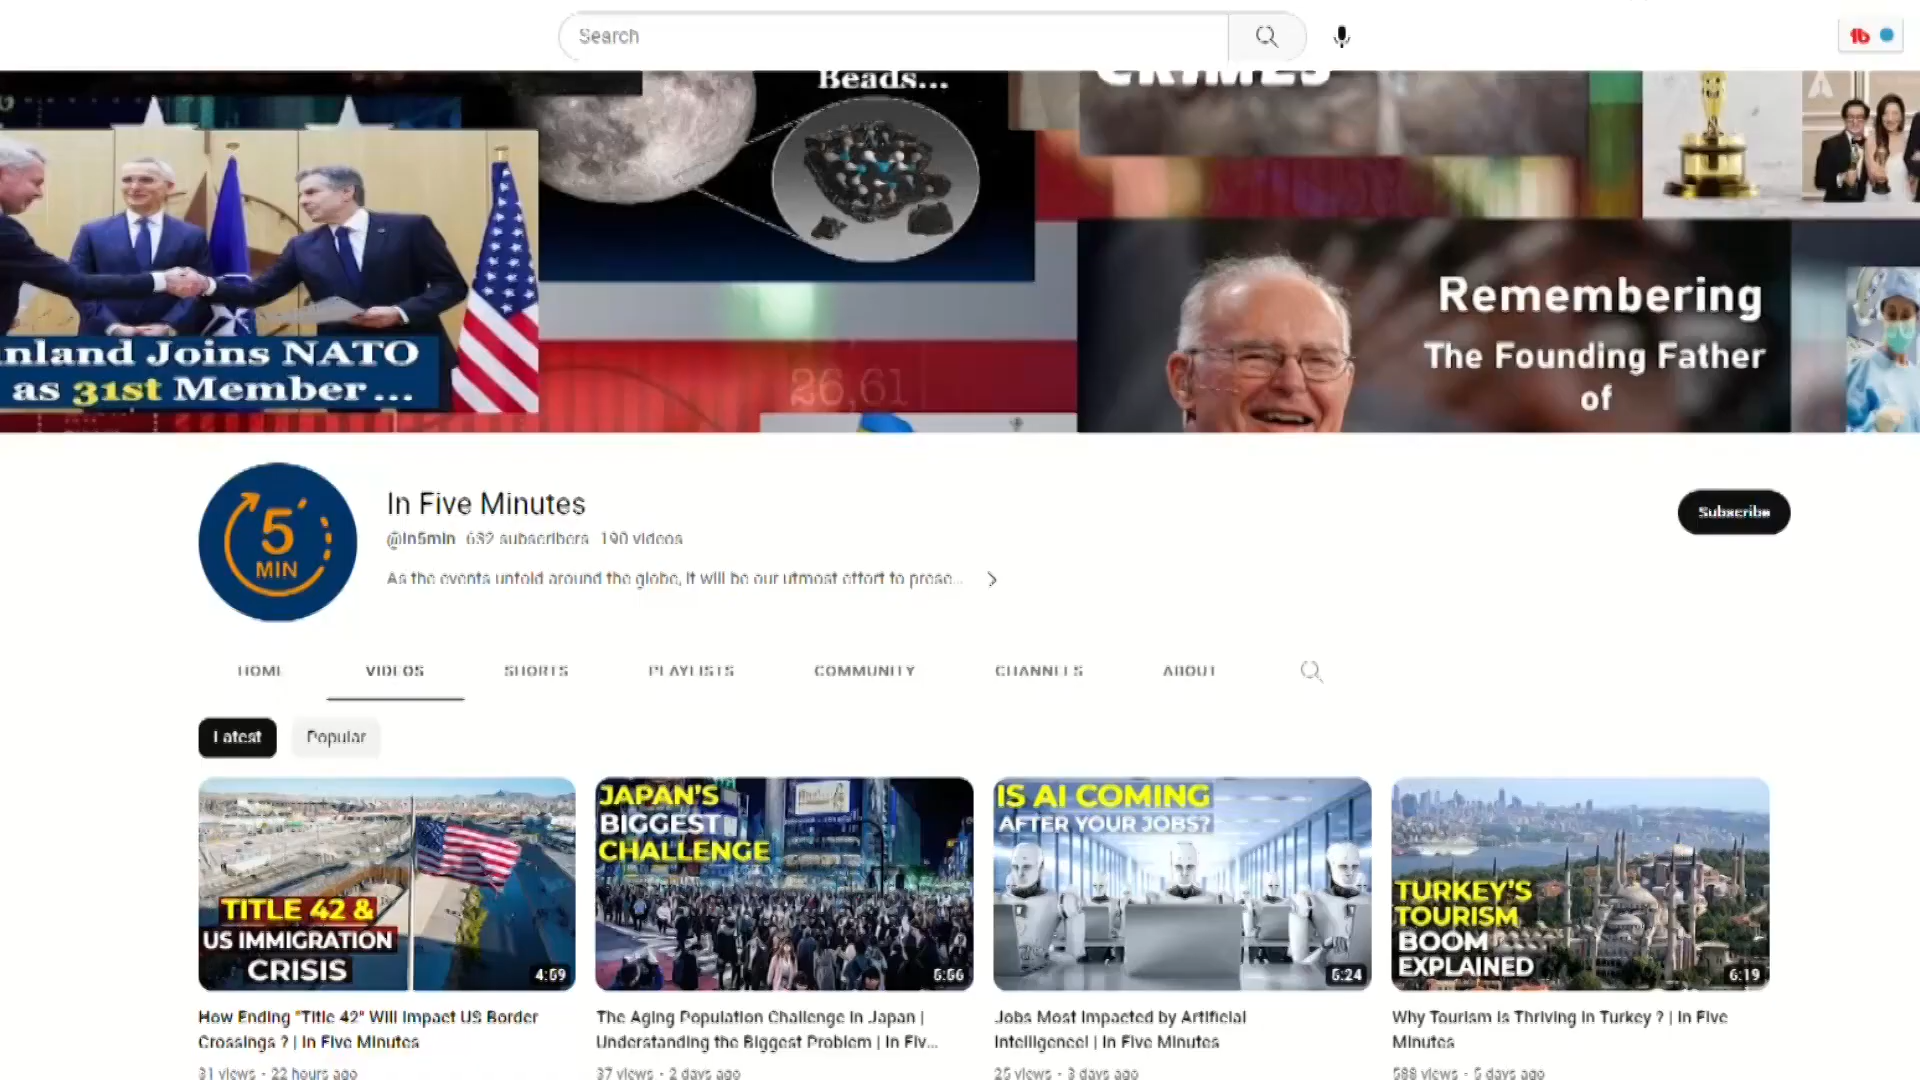 Search
Beads...
CRIMES
nland Joins NATO
as 31st Member ...
26,61
Remembering
The Founding Father
of
5
MIN
In Five Minutes
@In5min 632 subscribers 190 videos
As the events unfold around the globe, it will be our utmost effort to prese...
Subscribe
HOME VIDEOS SHORTS PLAYLISTS COMMUNITY CHANNELS ABOUT
Latest Popular
TITLE 42 &
US IMMIGRATION
CRISIS
4:59
JAPAN'S
BIGGEST
CHALLENGE
IS AI COMING
AFTER YOUR JOBS?
TURKEY'S
TOURISM
BOOM
EXPLAINED
6:19
How Ending "Title 42" Will Impact US Border
Crossings ? | In Five Minutes
31 views • 22 hours ago
The Aging Population Challenge in Japan |
Understanding the Biggest Problem | In Fiv...
37 views • 2 days ago
Jobs Most Impacted by Artificial
Intelligence! | In Five Minutes
25 views • 3 days ago
Why Tourism is Thriving in Turkey ? | In Five
Minutes
588 views • 5 days ago